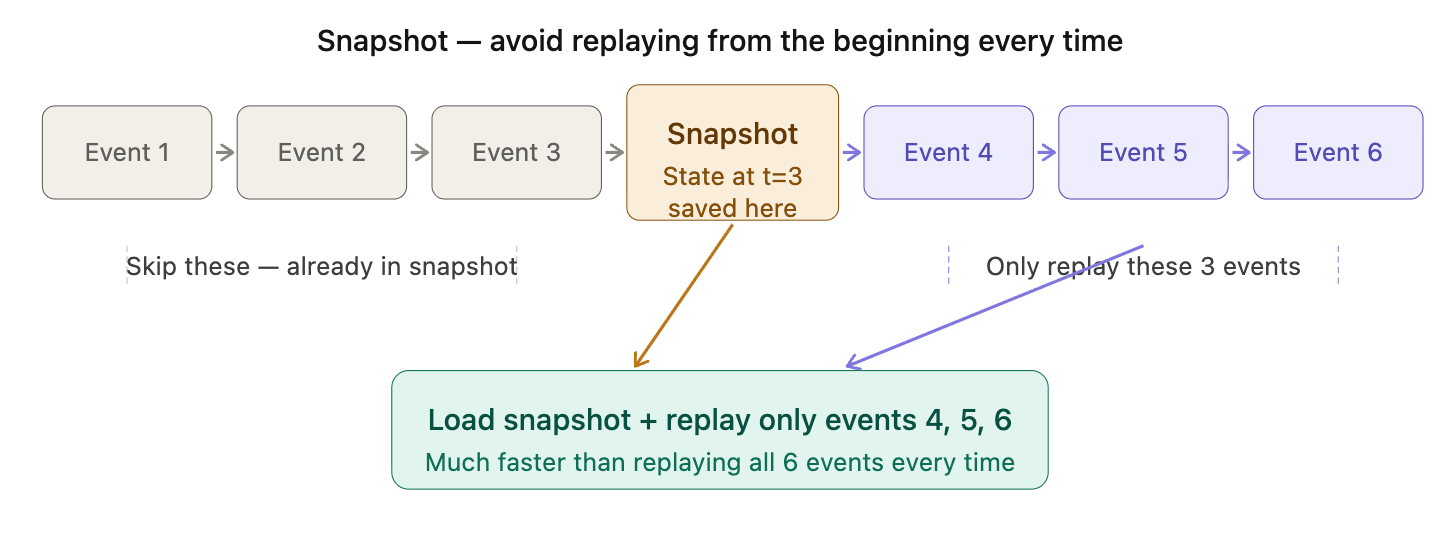 Snapshot — avoid replaying from the beginning every time
Event 1
Event 2
Event 3
Snapshot
State at t=3
saved here
Event 4
Event 5
Event 6
Skip these — already in snapshot
Only replay these 3 events
Load snapshot + replay only events 4, 5, 6
Much faster than replaying all 6 events every time